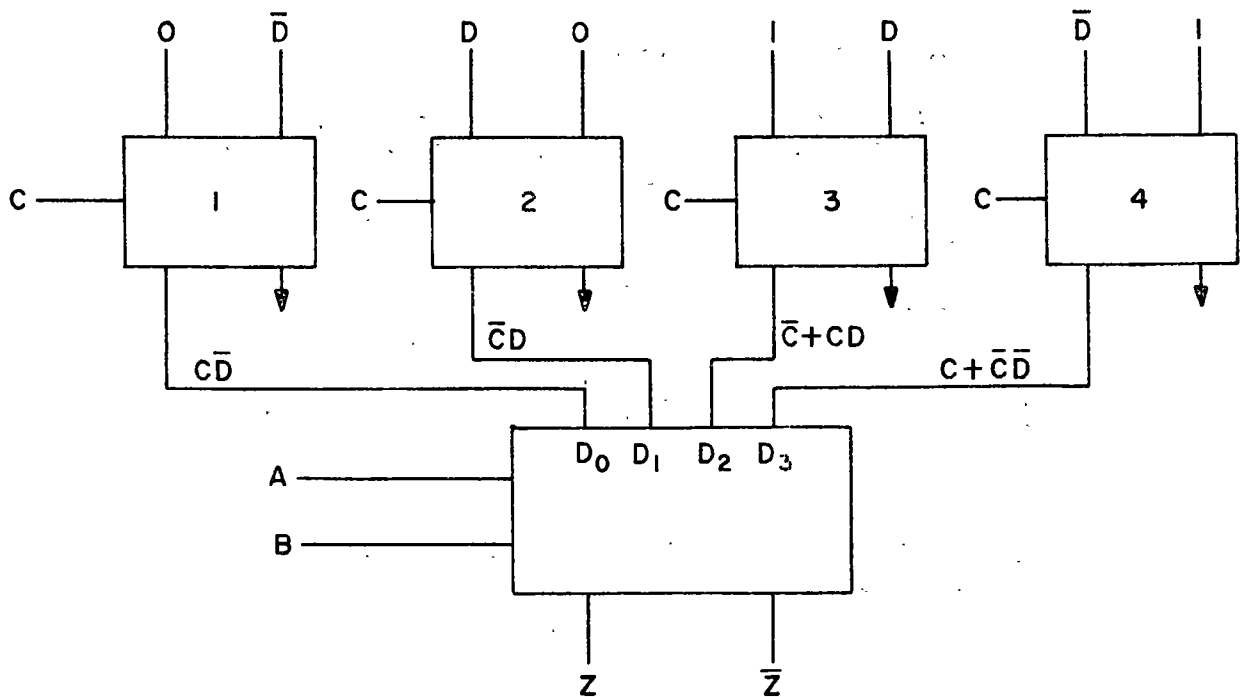 0 D̅ D 0 1 D D̅ 1
C 1 C 2 C 3 C 4
C̅D C̅+CD
CD̅ C+C̅D̅
D₀ D₁ D₂ D₃
A
B
Z Z̅